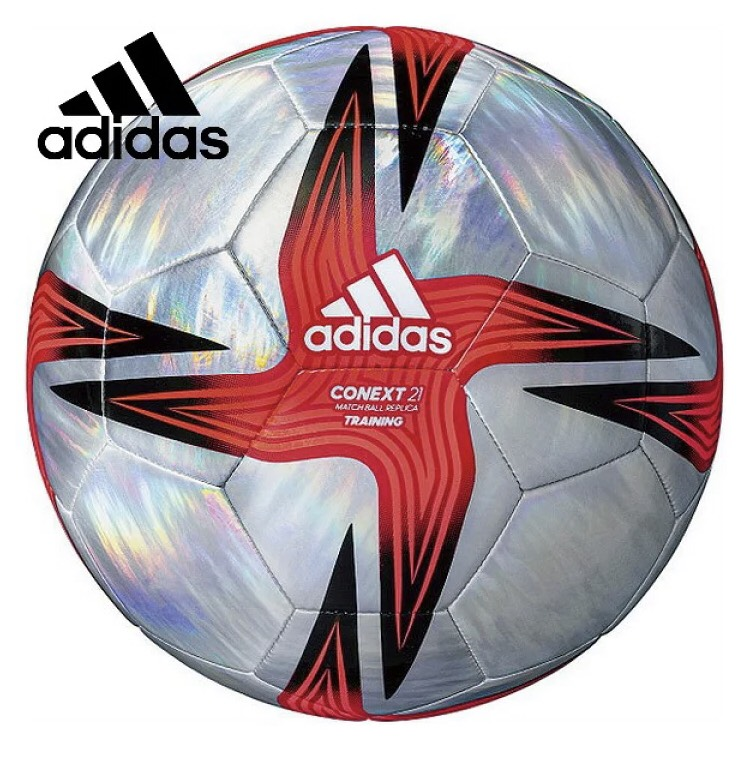 adidas
adidas
CONEXT 21
MATCH BALL REPLICA
TRAINING